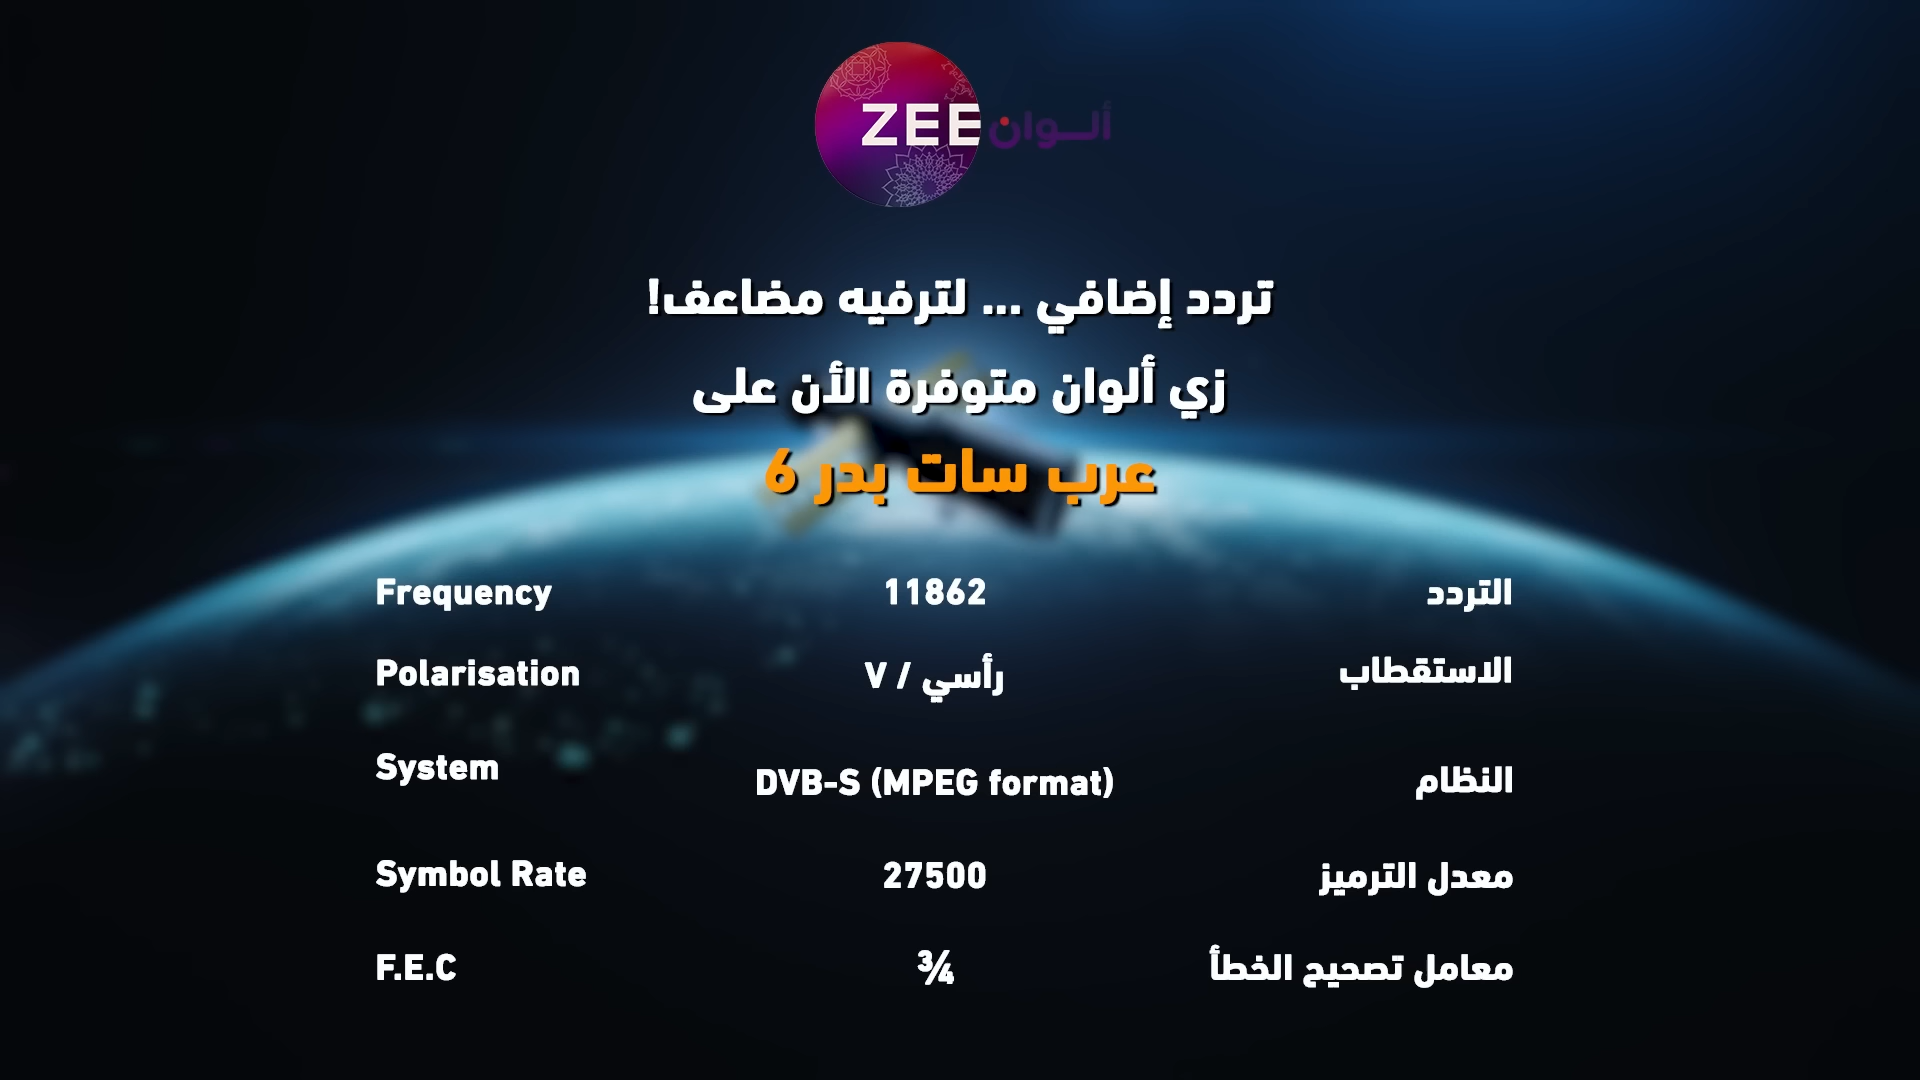 ZEE ألوان
تردد إضافي ... لترفيه مضاعف!
زي ألوان متوفرة الأن على
عرب سات بدر 6
Frequency 11862 التردد
Polarisation رأسي / V الاستقطاب
System DVB-S (MPEG format) النظام
Symbol Rate 27500 معدل الترميز
F.E.C ¾ معامل تصحيح الخطأ